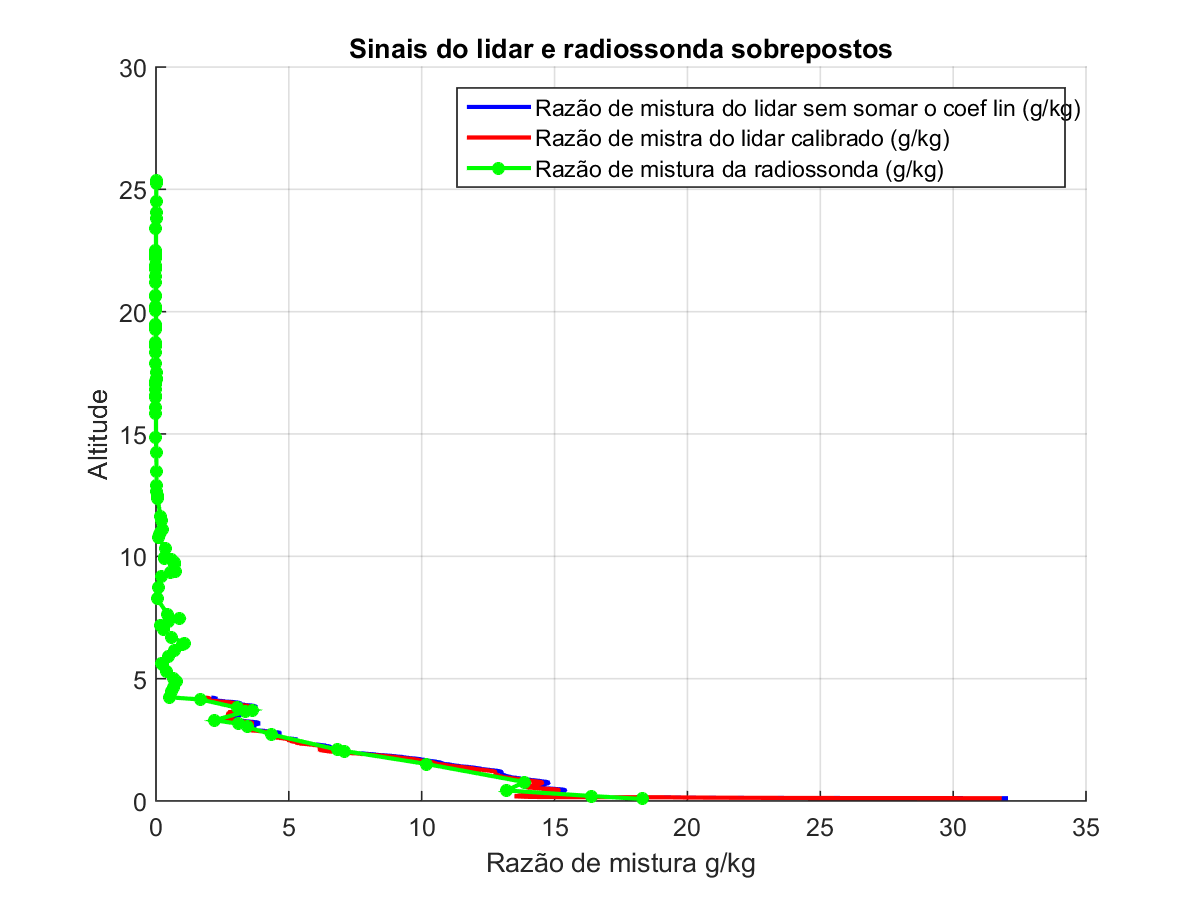 Sinais do lidar e radiossonda sobrepostos
30
Razão de mistura do lidar sem somar o coef lin (g/kg)
Razão de mistra do lidar calibrado (g/kg)
Razão de mistura da radiossonda (g/kg)
25
20
15
10
5
0
Altitude
0 5 10 15 20 25 30 35
Razão de mistura g/kg